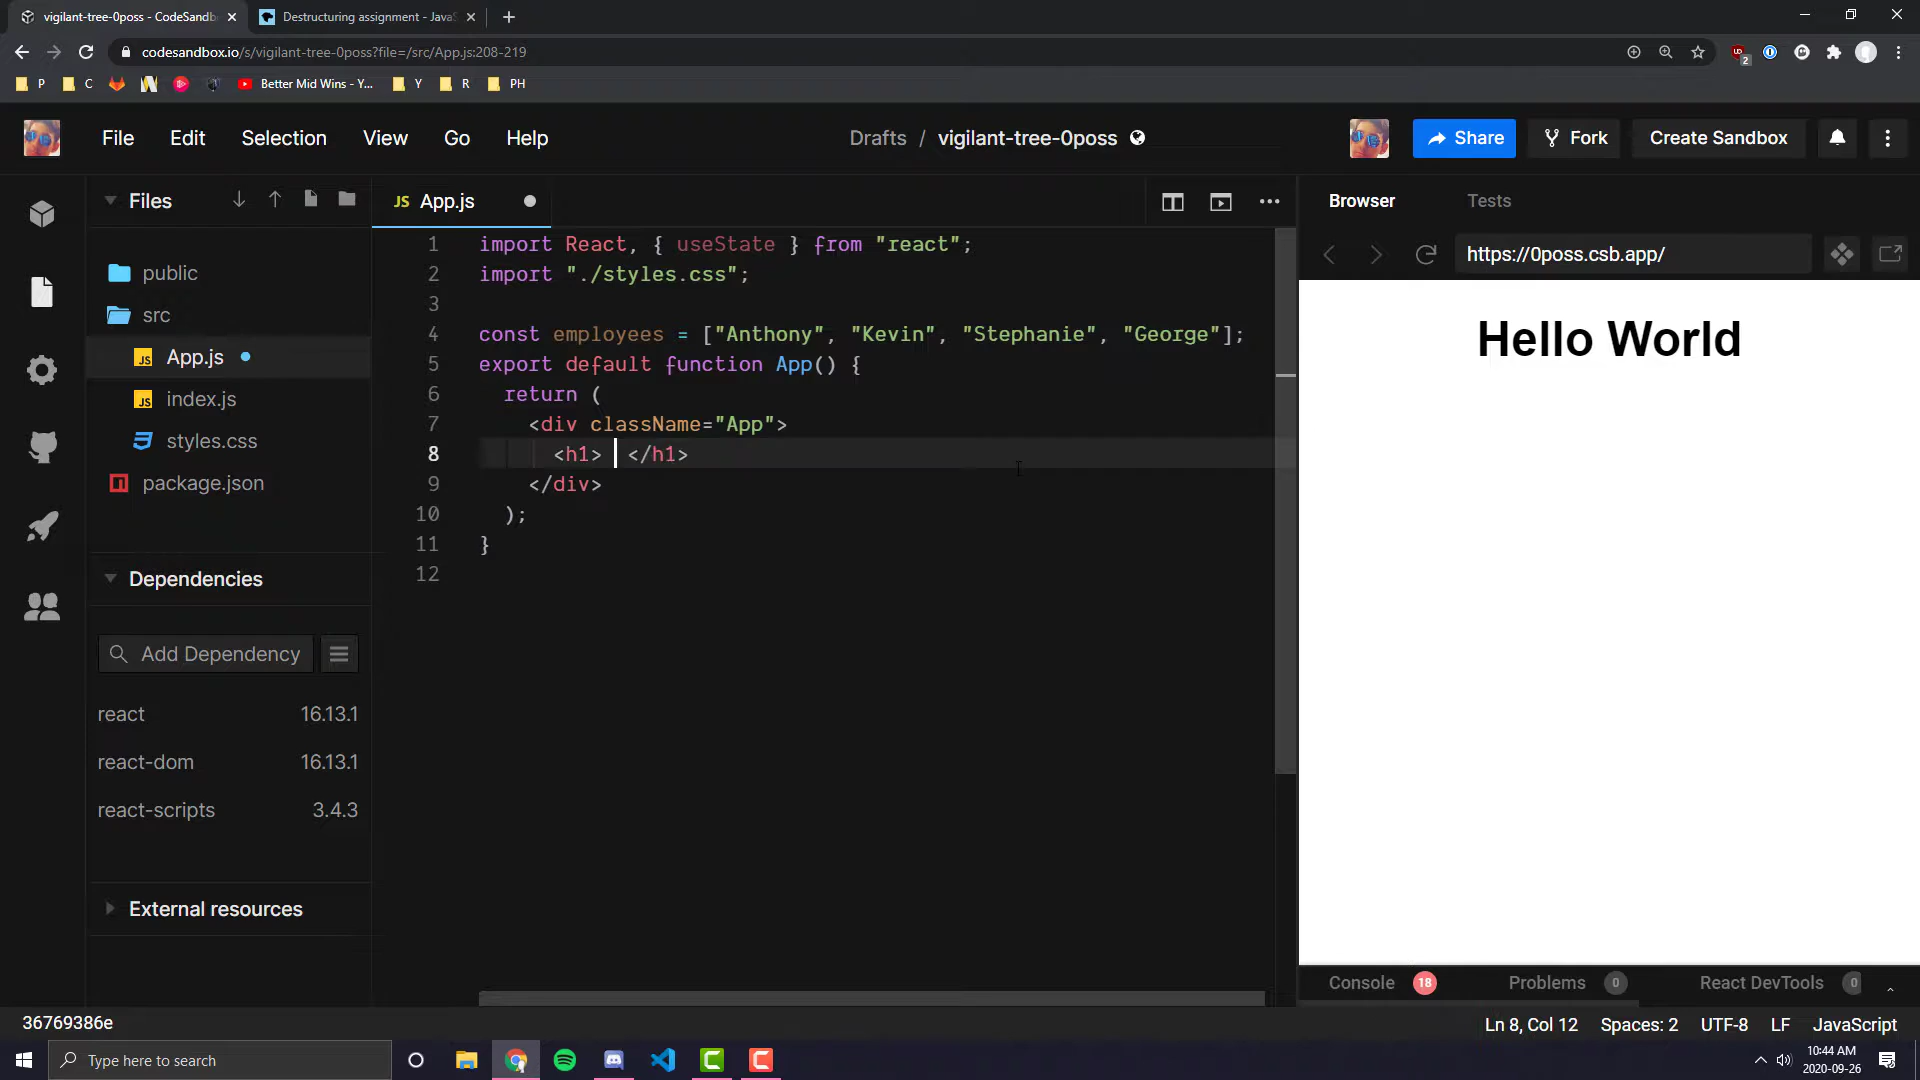 vigilant-tree-0poss - CodeSandb
Destructuring assignment - JavaS
codesandbox.io/s/vigilant-tree-0poss?file=/src/App.js:208-219
2
P
C
Better Mid Wins - Y...
Y
R
PH
File
Edit
Selection
View
Go
Help
Drafts / vigilant-tree-0poss
Share
Fork
Create Sandbox
Files
public
src
JS App.js
JS index.js
styles.css
package.json
Dependencies
Add Dependency
react 16.13.1
react-dom 16.13.1
react-scripts 3.4.3
External resources
JS App.js
1 import React, { useState } from "react";
2 import "./styles.css";
3
4 const employees = ["Anthony", "Kevin", "Stephanie", "George"];
5 export default function App() {
6 return (
7 <div className="App">
8 <h1> </h1>
9 </div>
10 );
11 }
12
Browser
Tests
https://0poss.csb.app/
Hello World
Console 18
Problems 0
React DevTools 0
36769386e
Ln 8, Col 12
Spaces: 2
UTF-8
LF
JavaScript
Type here to search
10:44 AM
2020-09-26